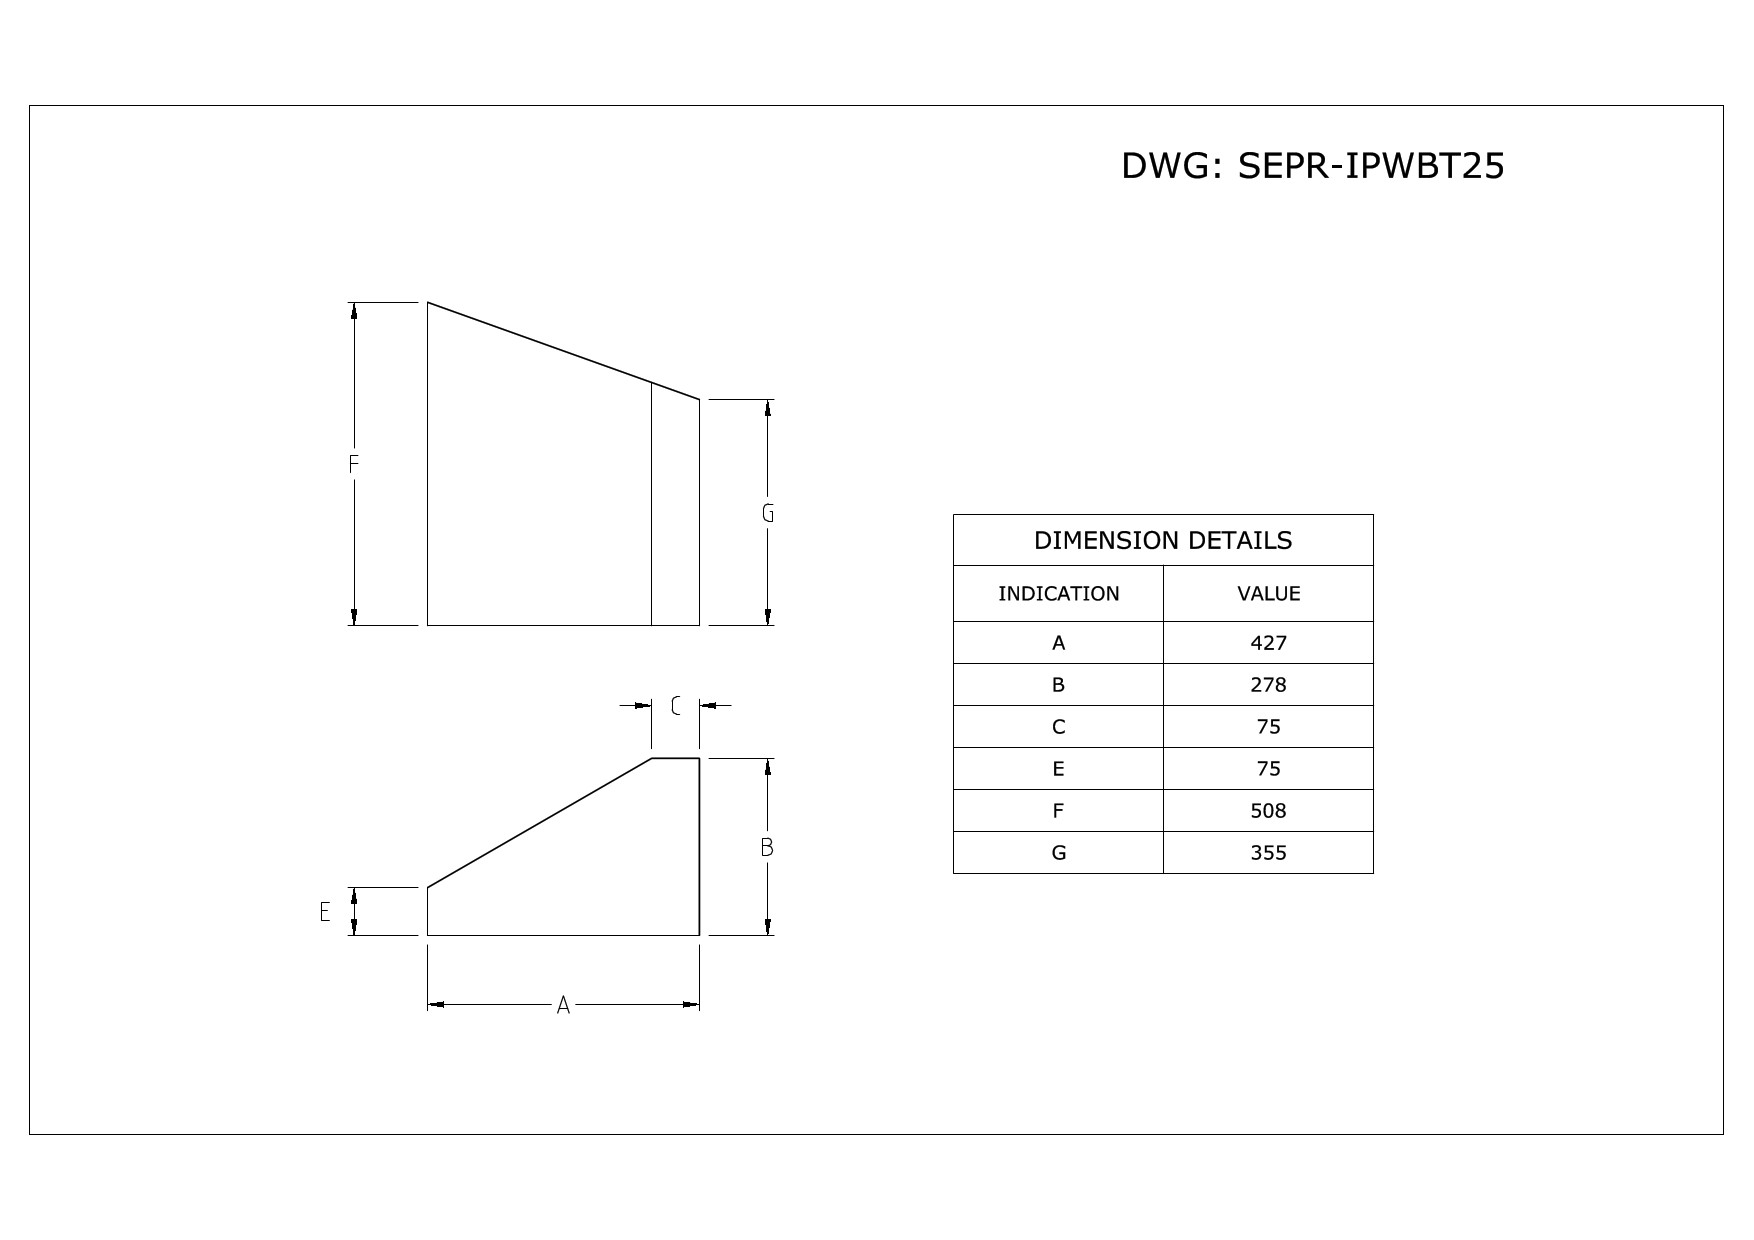 DWG: SEPR-IPWBT25
F
G
C
B
E
A
DIMENSION DETAILS
INDICATION VALUE
A 427
B 278
C 75
E 75
F 508
G 355